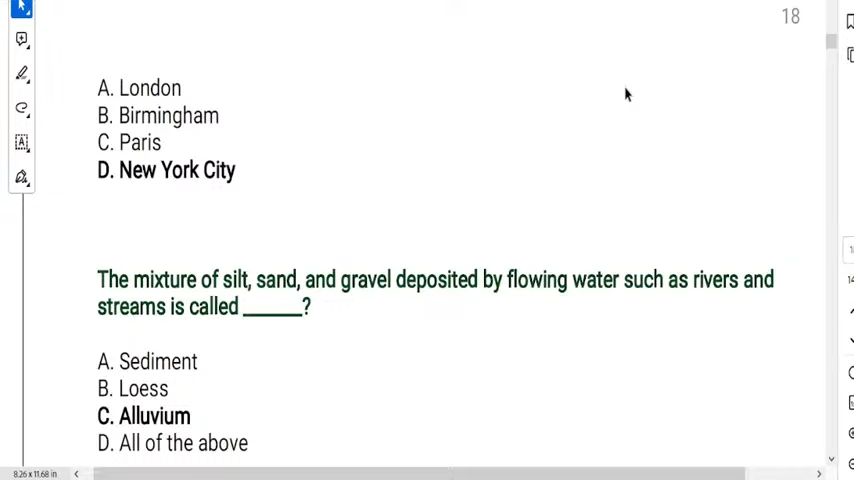 18
A. London
B. Birmingham
C. Paris
D. New York City
The mixture of silt, sand, and gravel deposited by flowing water such as rivers and
streams is called ______?
A. Sediment
B. Loess
C. Alluvium
D. All of the above
8.26 x 11.68 in